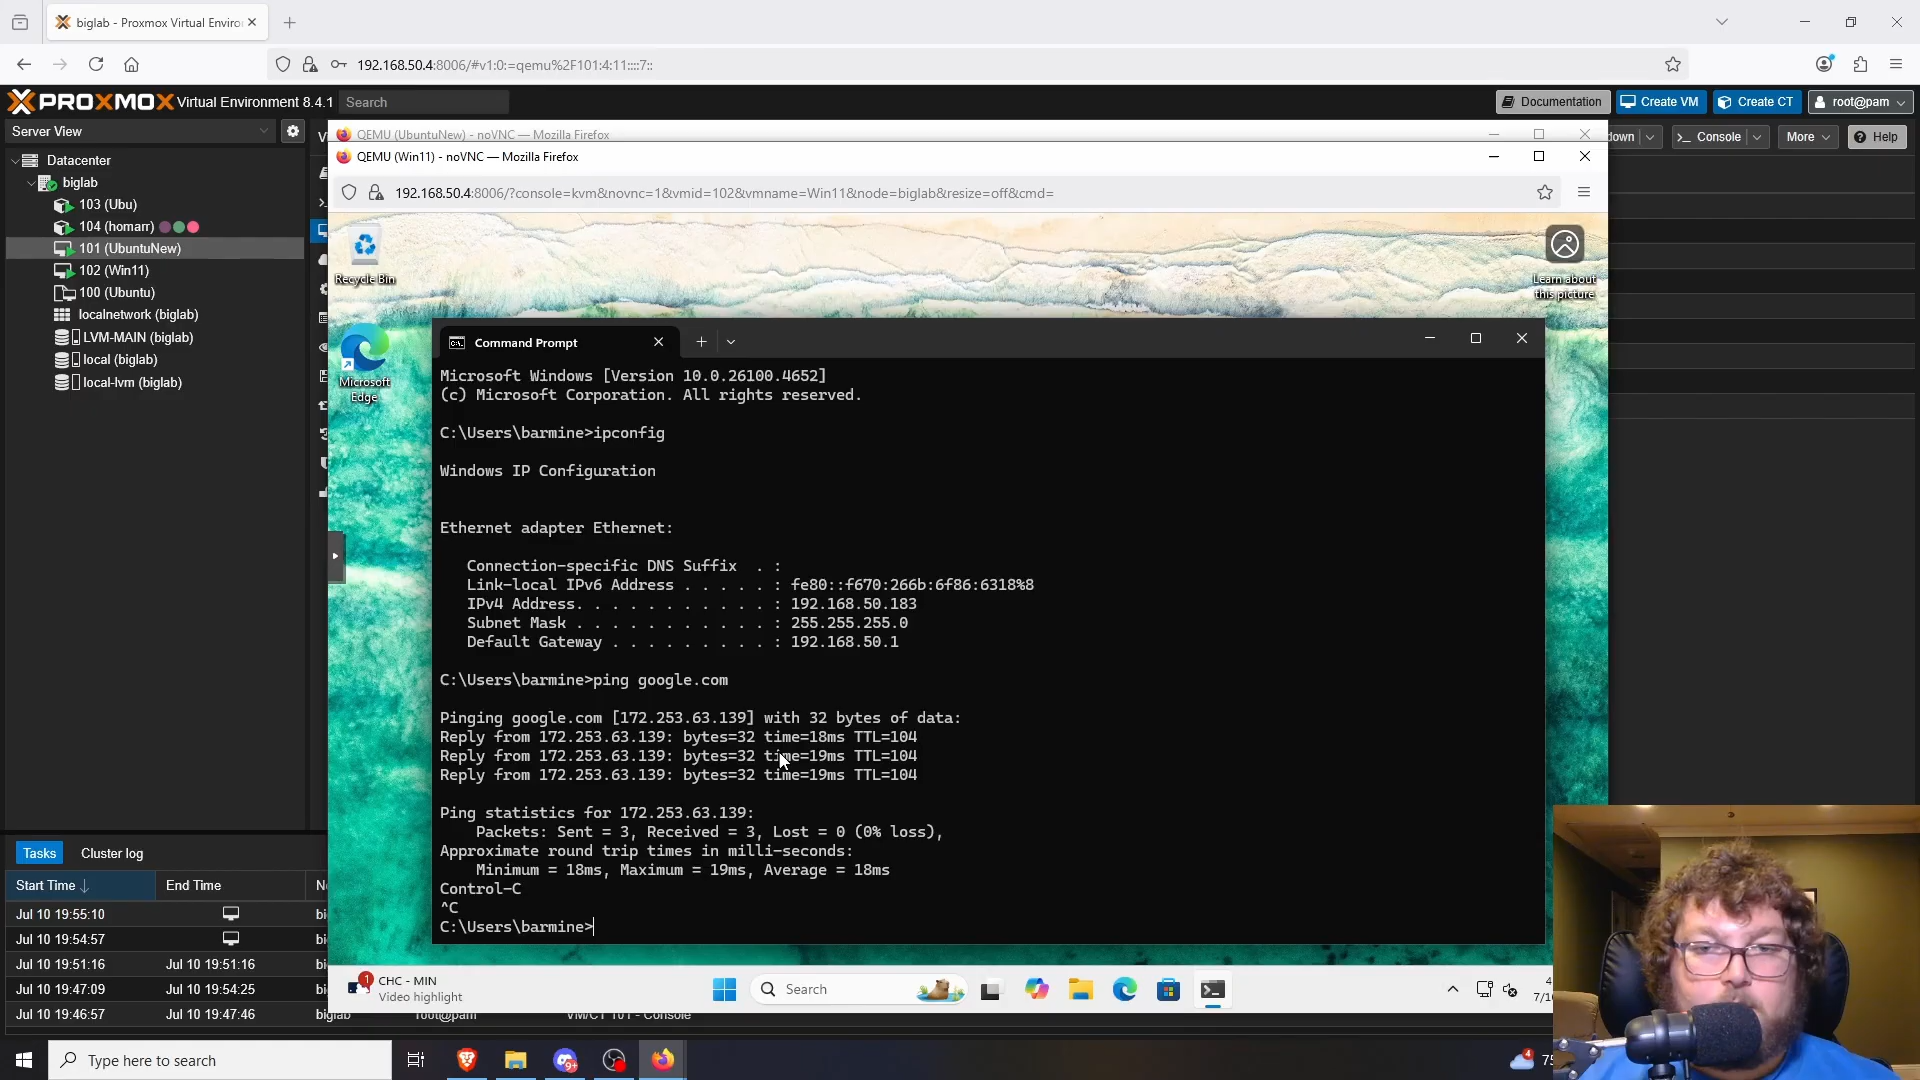 biglab - Proxmox Virtual Enviro
192.168.50.4:8006/#v1:0:=qemu%2F101:4:11::::7::
PROXMOX Virtual Environment 8.4.1
Search
Documentation
Create VM
Create CT
root@pam
Server View
Console
More
Help
Datacenter
biglab
103 (Ubu)
104 (homarr)
101 (UbuntuNew)
102 (Win11)
100 (Ubuntu)
localnetwork (biglab)
LVM-MAIN (biglab)
local (biglab)
local-lvm (biglab)
QEMU (UbuntuNew) - noVNC — Mozilla Firefox
QEMU (Win11) - noVNC — Mozilla Firefox
192.168.50.4:8006/?console=kvm&novnc=1&vmid=102&vmname=Win11&node=biglab&resize=off&cmd=
Recycle Bin
Learn about
this picture
Microsoft
Edge
Command Prompt
Microsoft Windows [Version 10.0.26100.4652]
(c) Microsoft Corporation. All rights reserved.
C:\Users\barmine>ipconfig
Windows IP Configuration
Ethernet adapter Ethernet:
Connection-specific DNS Suffix . :
Link-local IPv6 Address . . . . . : fe80::f670:266b:6f86:6318%8
IPv4 Address. . . . . . . . . . . : 192.168.50.183
Subnet Mask . . . . . . . . . . . : 255.255.255.0
Default Gateway . . . . . . . . . : 192.168.50.1
C:\Users\barmine>ping google.com
Pinging google.com [172.253.63.139] with 32 bytes of data:
Reply from 172.253.63.139: bytes=32 time=18ms TTL=104
Reply from 172.253.63.139: bytes=32 time=19ms TTL=104
Reply from 172.253.63.139: bytes=32 time=19ms TTL=104
Ping statistics for 172.253.63.139:
Packets: Sent = 3, Received = 3, Lost = 0 (0% loss),
Approximate round trip times in milli-seconds:
Minimum = 18ms, Maximum = 19ms, Average = 18ms
Control-C
^C
C:\Users\barmine>
Tasks
Cluster log
Start Time
End Time
Jul 10 19:55:10
Jul 10 19:54:57
Jul 10 19:51:16 Jul 10 19:51:16
Jul 10 19:47:09 Jul 10 19:54:25
Jul 10 19:46:57 Jul 10 19:47:46 biglab root@pam VM/CT 101 - Console
1
CHC - MIN
Video highlight
Search
Type here to search
9+
4